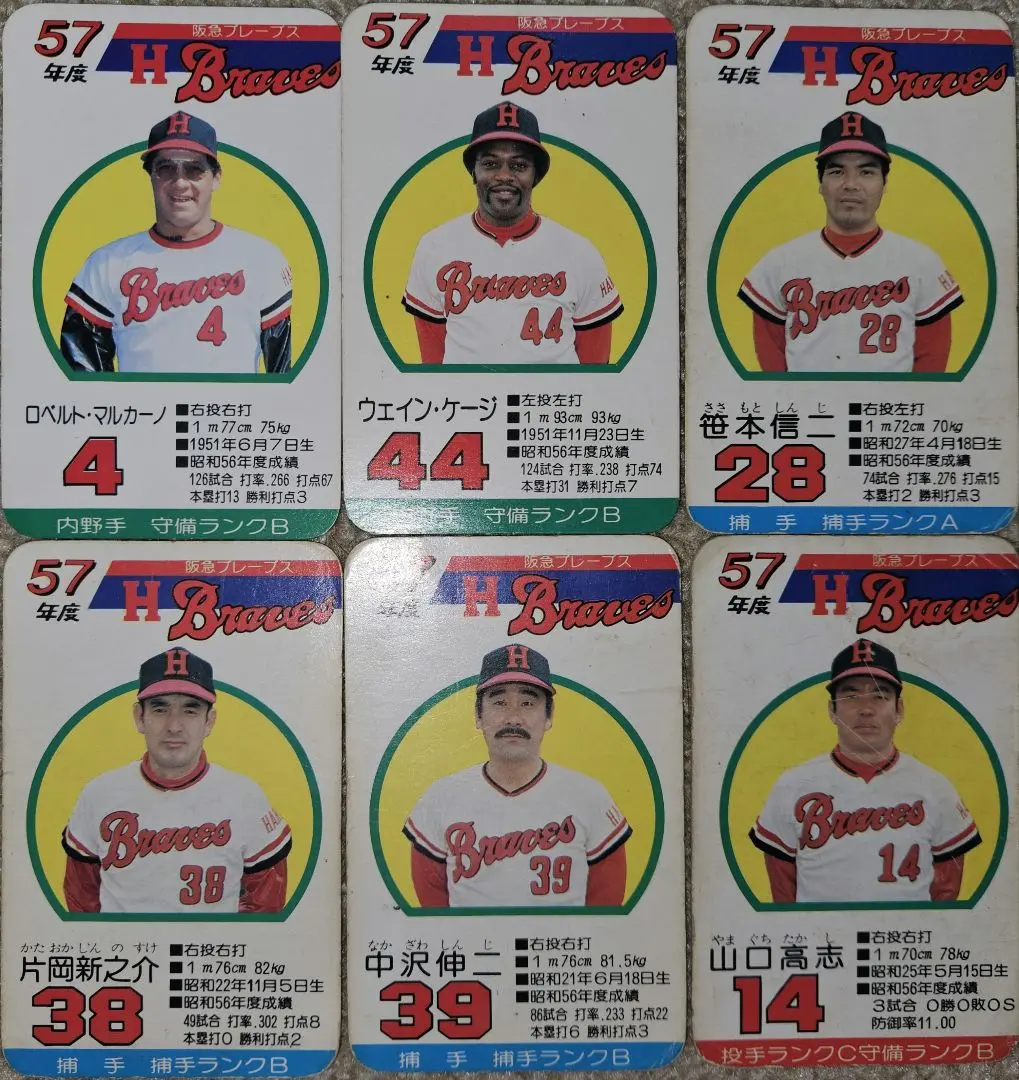 57
年度
阪急ブレーブス
H Braves
H
Braves
4
ロベルト・マルカーノ
4
■右投右打
■1m77cm 75kg
■1951年6月7日生
■昭和56年度成績
126試合 打率.266 打点67
本塁打13 勝利打点3
内野手 守備ランクB
57
年度
阪急ブレーブス
H Braves
H
Braves
44
ウェイン・ケージ
44
■左投左打
■1m93cm 93kg
■1951年11月23日生
■昭和56年度成績
124試合 打率.238 打点74
本塁打31 勝利打点7
手 守備ランクB
57
年度
阪急ブレーブス
H Braves
H
Braves
28
ささ もと しん じ
笹本信二
28
■右投左打
■1m72cm 70kg
■昭和27年4月18日生
■昭和56年度成績
74試合 打率.276 打点15
本塁打2 勝利打点3
捕手 捕手ランクA
57
年度
阪急ブレーブス
H Braves
H
Braves
38
かた おか しん の すけ
片岡新之介
38
■右投右打
■1m76cm 82kg
■昭和22年11月5日生
■昭和56年度成績
49試合 打率.302 打点8
本塁打0 勝利打点2
捕手 捕手ランクB
年度
阪急ブレーブス
H Braves
H
Braves
39
なか ざわ しん じ
中沢伸二
39
■右投右打
■1m76cm 81.5kg
■昭和21年6月18日生
■昭和56年度成績
86試合 打率.233 打点22
本塁打6 勝利打点3
捕手 捕手ランクB
57
年度
阪急ブレーブス
H Braves
H
Braves
14
やま ぐち たか し
山口高志
14
■右投右打
■1m70cm 78kg
■昭和25年5月15日生
■昭和56年度成績
3試合 0勝0敗0S
防御率11.00
投手ランクC守備ランクB